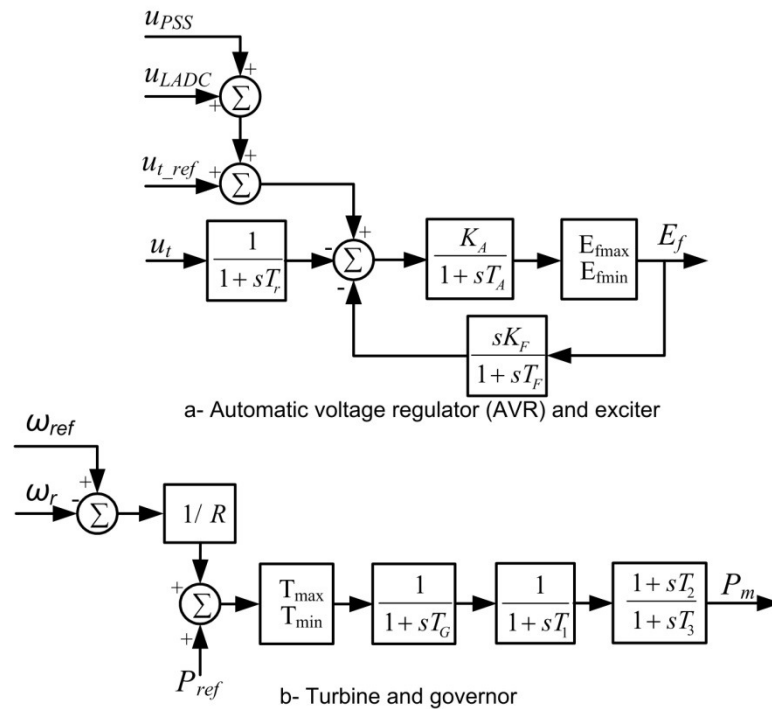 u_PSS
+
u_LADC
+
Σ
+
u_t_ref
+
Σ
+
u_t
1
1 + sT_r
-
Σ
-
K_A
1 + sT_A
E_fmax
E_fmin
E_f
sK_F
1 + sT_F
a- Automatic voltage regulator (AVR) and exciter
ω_ref
+
ω_r
-
Σ
1/ R
+
Σ
+
P_ref
T_max
T_min
1
1 + sT_G
1
1 + sT_1
1 + sT_2
1 + sT_3
P_m
b- Turbine and governor